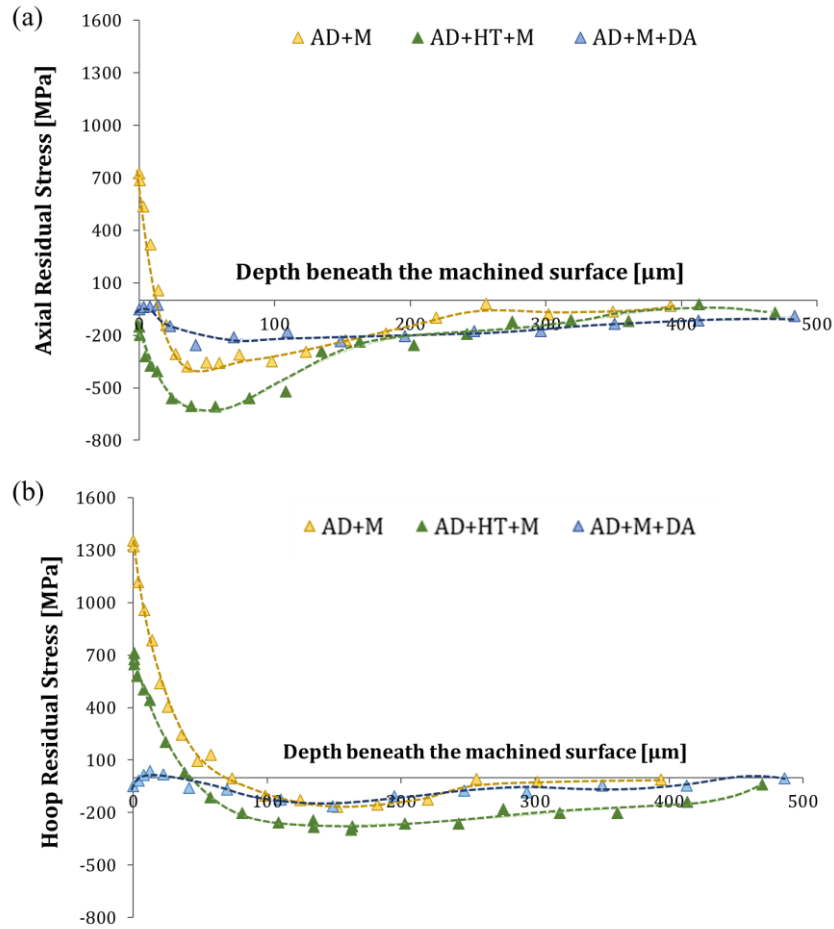 (a)
1600
AD+M AD+HT+M AD+M+DA
1300
1000
700
400
Depth beneath the machined surface [µm]
100
0 100 200 300 400 500
-200
-500
-800
Axial Residual Stress [MPa]
(b)
1600
AD+M AD+HT+M AD+M+DA
1300
1000
700
400
Depth beneath the machined surface [µm]
100
0 100 200 300 400 500
-200
-500
-800
Hoop Residual Stress [MPa]